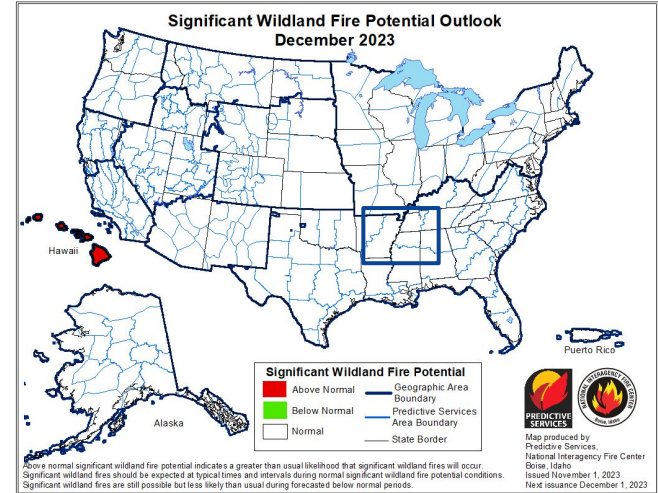 Significant Wildland Fire Potential Outlook
December 2023
Hawaii
Puerto Rico
Alaska
Significant Wildland Fire Potential
Above Normal
Below Normal
Normal
Geographic Area
Boundary
Predictive Services
Area Boundary
State Border
PREDICTIVE
SERVICES
NATIONAL INTERAGENCY FIRE CENTER
Boise, Idaho
Map produced by
Predictive Services,
National Interagency Fire Center
Boise, Idaho
Issued November 1, 2023
Next issuance December 1, 2023
Above normal significant wildland fire potential indicates a greater than usual likelihood that significant wildland fires will occur.
Significant wildland fires should be expected at typical times and intervals during normal significant wildland fire potential conditions.
Significant wildland fires are still possible but less likely than usual during forecasted below normal periods.